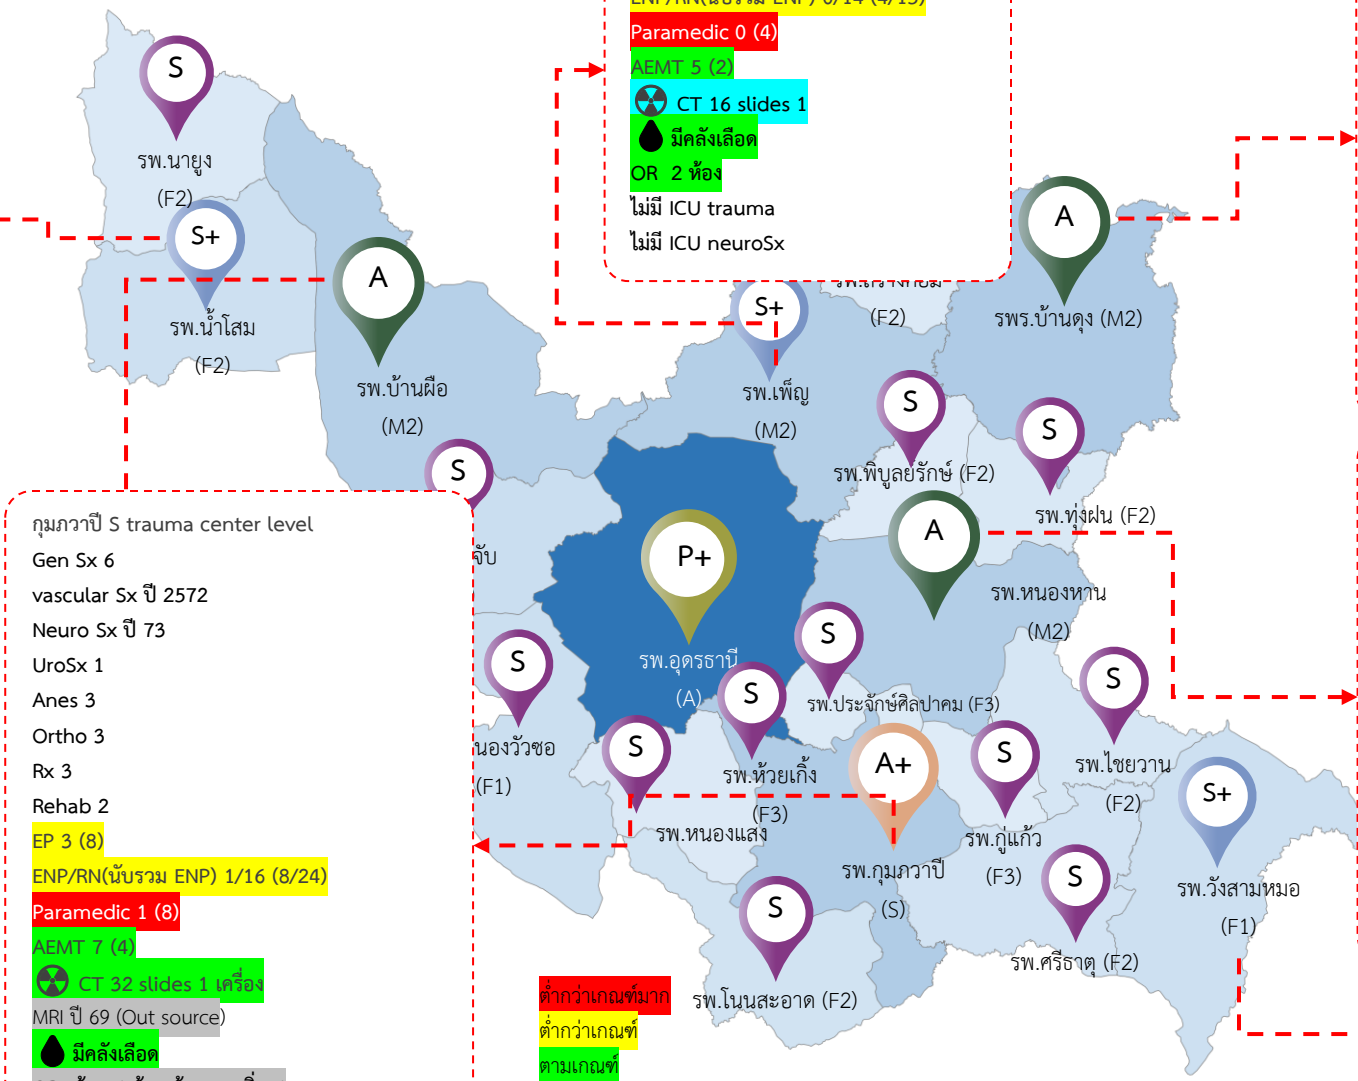 ENP/RN(นับรวม ENP) 0/14 (4/15)
Paramedic 0 (4)
AEMT 5 (2)
CT 16 slides 1
มีคลังเลือด
OR 2 ห้อง
ไม่มี ICU trauma
ไม่มี ICU neuroSx
S
รพ.นายูง
(F2)
S+
รพ.น้ำโสม
(F2)
A
รพ.บ้านผือ
(M2)
S+
รพ.เพ็ญ
(M2)
(F2)
A
รพร.บ้านดุง (M2)
S
รพ.พิบูลย์รักษ์ (F2)
S
รพ.ทุ่งฝน (F2)
S
จับ
P+
รพ.อุดรธานี
(A)
A
รพ.หนองหาน
(M2)
S
รพ.ประจักษ์ศิลปาคม (F3)
S
นองวัวซอ
(F1)
S
รพ.หนองแสง
S
รพ.ห้วยเกิ้ง
(F3)
A+
รพ.กุมภวาปี
(S)
S
รพ.กู่แก้ว
(F3)
S
รพ.ไชยวาน
(F2)
S+
รพ.วังสามหมอ
(F1)
S
รพ.ศรีธาตุ (F2)
S
รพ.โนนสะอาด (F2)
กุมภวาปี S trauma center level
Gen Sx 6
vascular Sx ปี 2572
Neuro Sx ปี 73
UroSx 1
Anes 3
Ortho 3
Rx 3
Rehab 2
EP 3 (8)
ENP/RN(นับรวม ENP) 1/16 (8/24)
Paramedic 1 (8)
AEMT 7 (4)
CT 32 slides 1 เครื่อง
MRI ปี 69 (Out source)
มีคลังเลือด
ต่ำกว่าเกณฑ์มาก
ต่ำกว่าเกณฑ์
ตามเกณฑ์